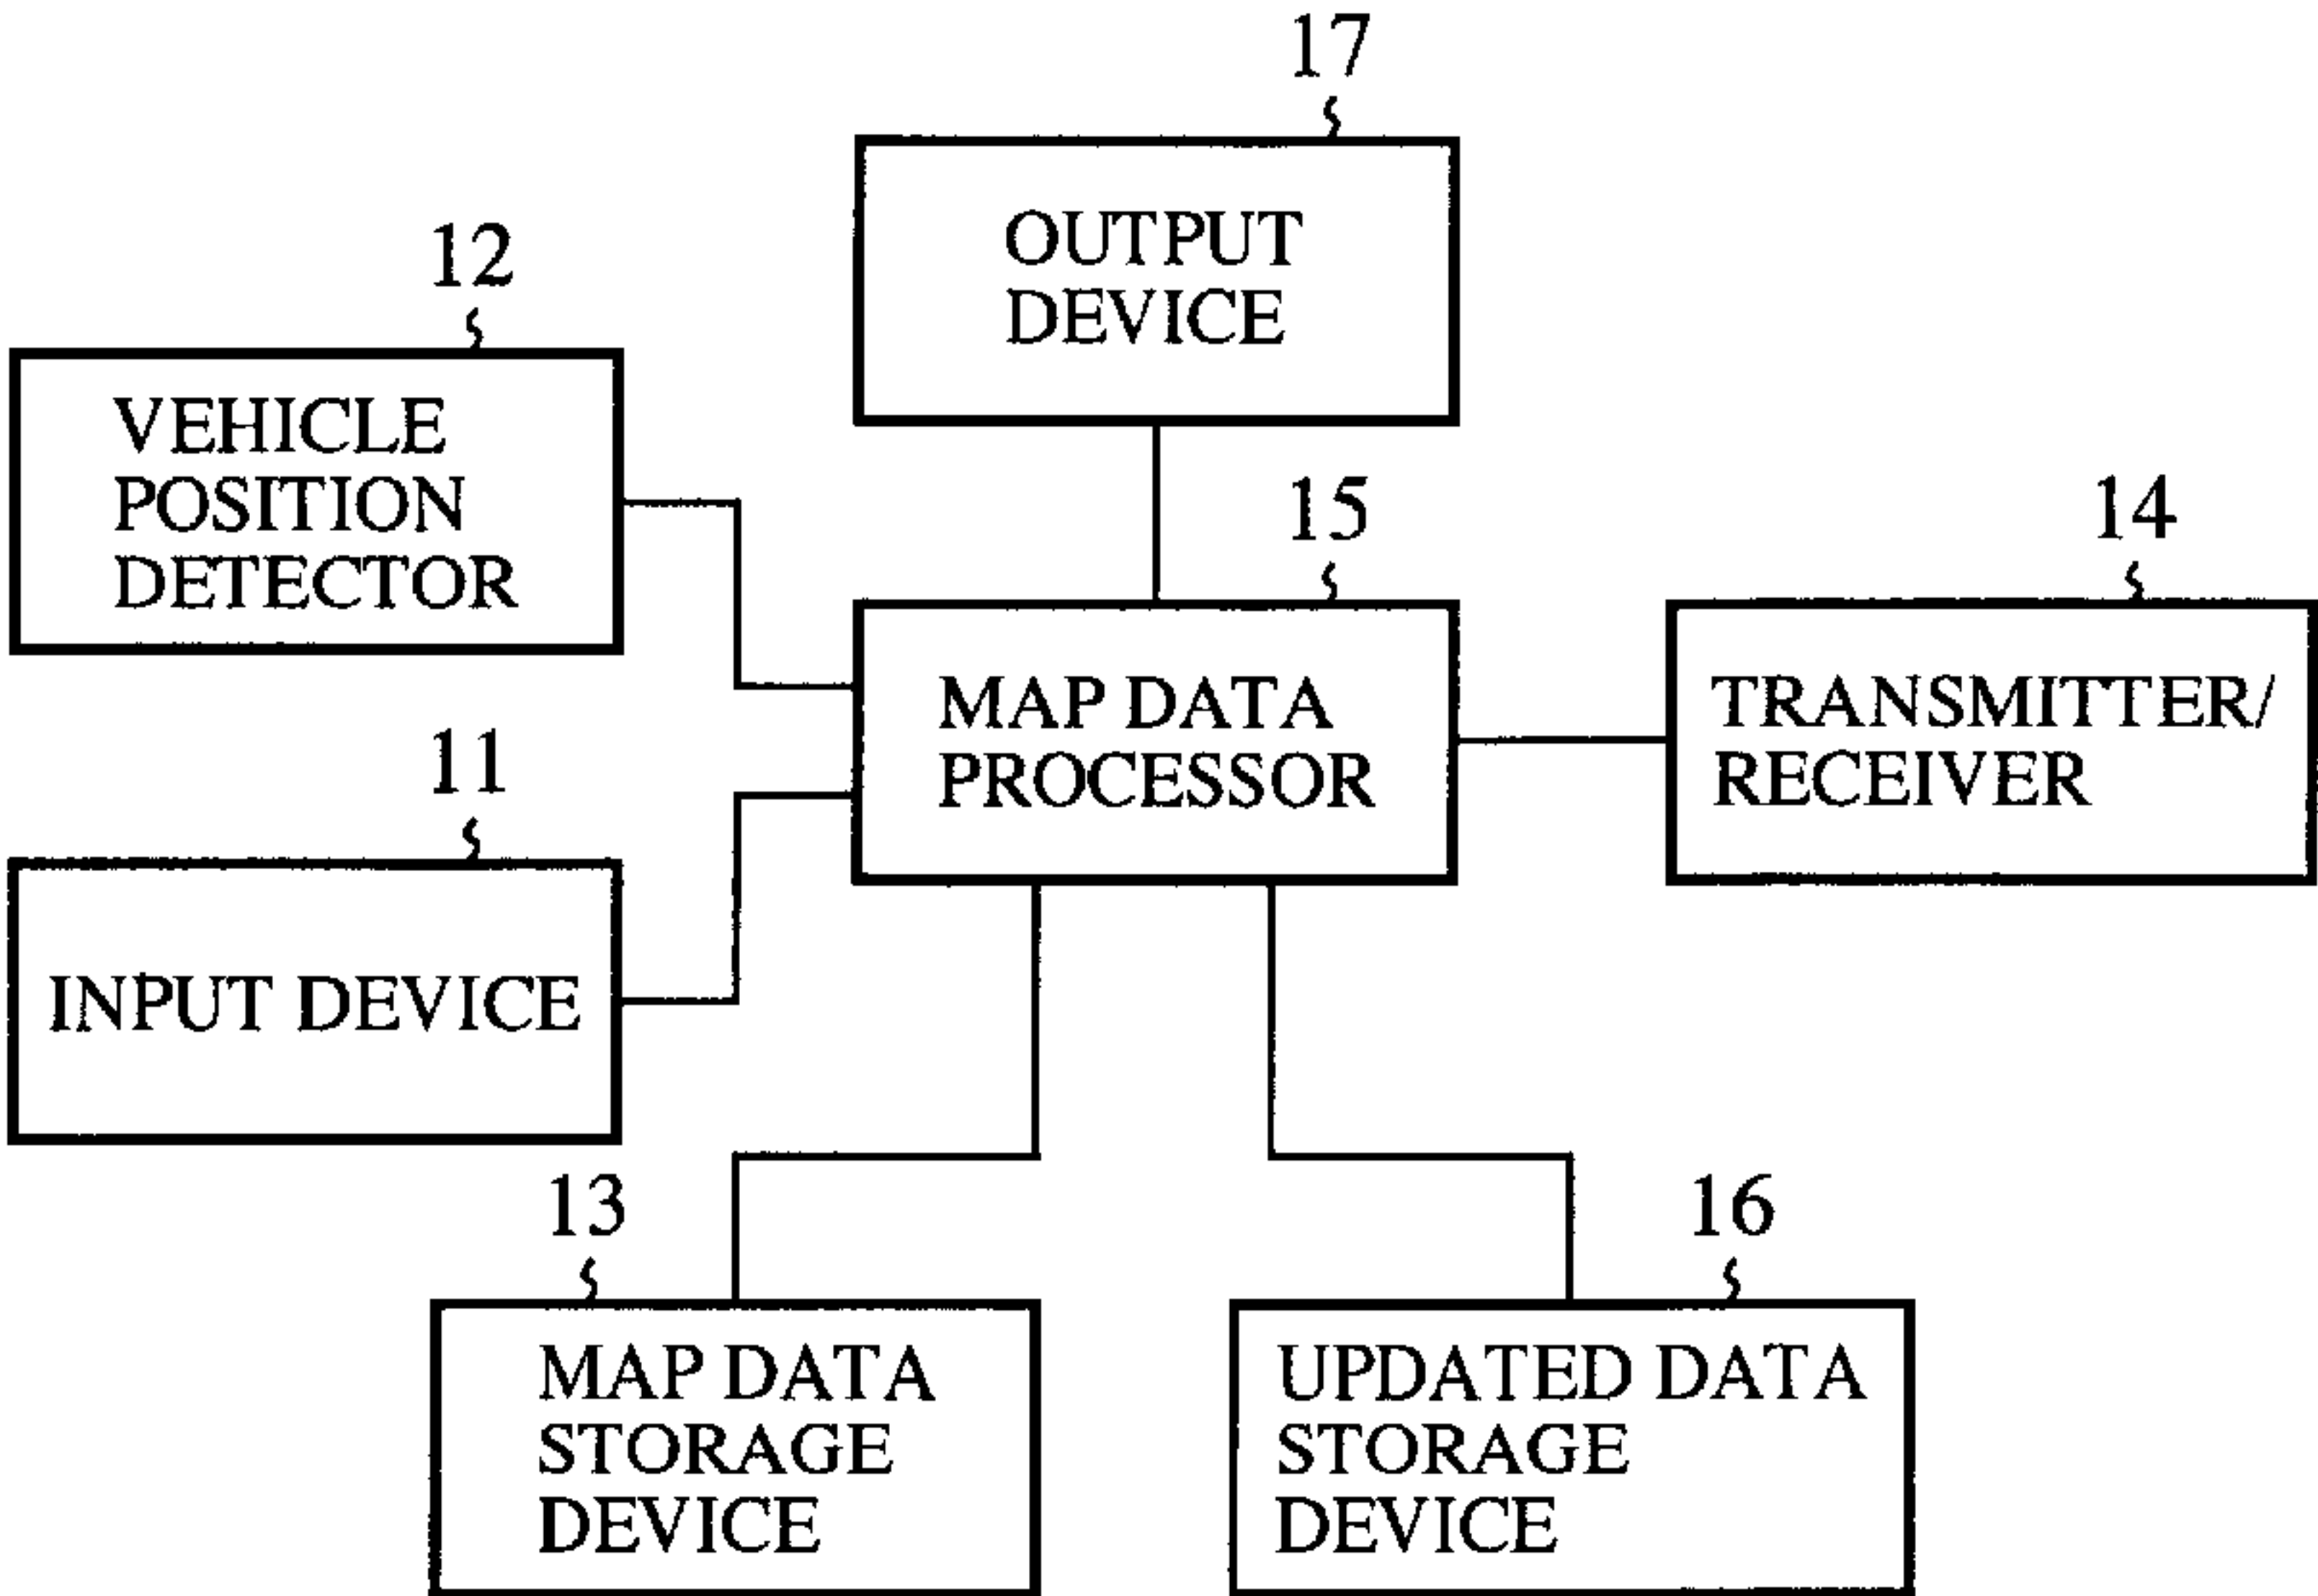 17
OUTPUT
DEVICE
12
VEHICLE
POSITION
DETECTOR
15
MAP DATA
PROCESSOR
14
TRANSMITTER/
RECEIVER
11
INPUT DEVICE
13
MAP DATA
STORAGE
DEVICE
16
UPDATED DATA
STORAGE
DEVICE